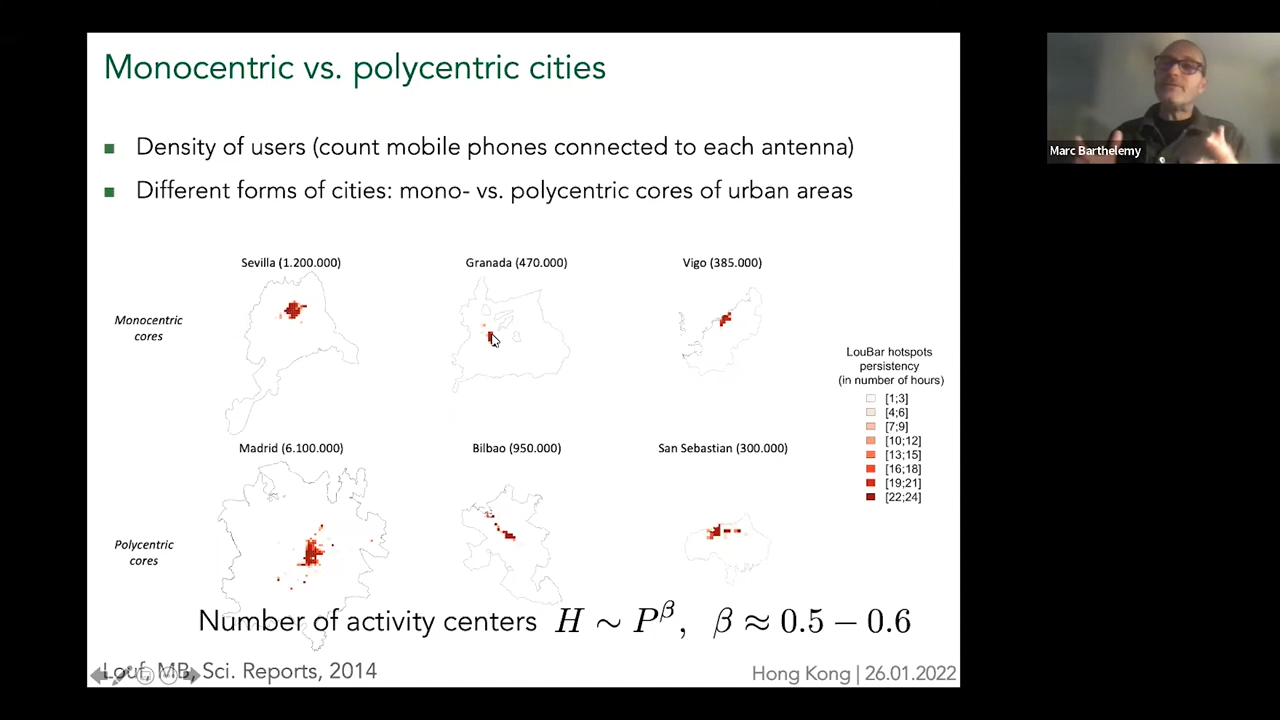 Monocentric vs. polycentric cities
Density of users (count mobile phones connected to each antenna)
Different forms of cities: mono- vs. polycentric cores of urban areas
Sevilla (1.200.000)
Granada (470.000)
Vigo (385.000)
Monocentric
cores
LouBar hotspots
persistency
(in number of hours)
[1;3]
[4;6]
[7;9]
[10;12]
[13;15]
[16;18]
[19;21]
[22;24]
Madrid (6.100.000)
Bilbao (950.000)
San Sebastian (300.000)
Polycentric
cores
Number of activity centers H ~ P^β, β ≈ 0.5 − 0.6
Louf, MB, Sci. Reports, 2014
Hong Kong | 26.01.2022
Marc Barthelemy